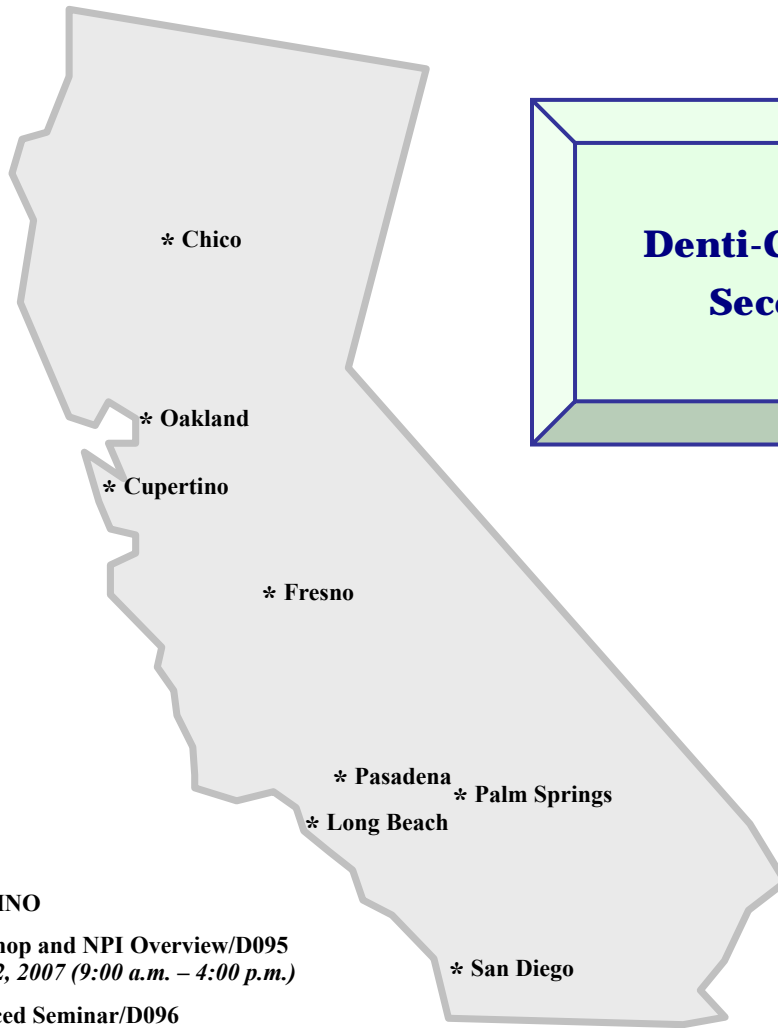 * Chico
Denti-C
Seco
* Oakland
* Cupertino
* Fresno
* Pasadena
* Palm Springs
* Long Beach
INO
hop and NPI Overview/D095
2, 2007 (9:00 a.m. – 4:00 p.m.)
* San Diego
ced Seminar/D096